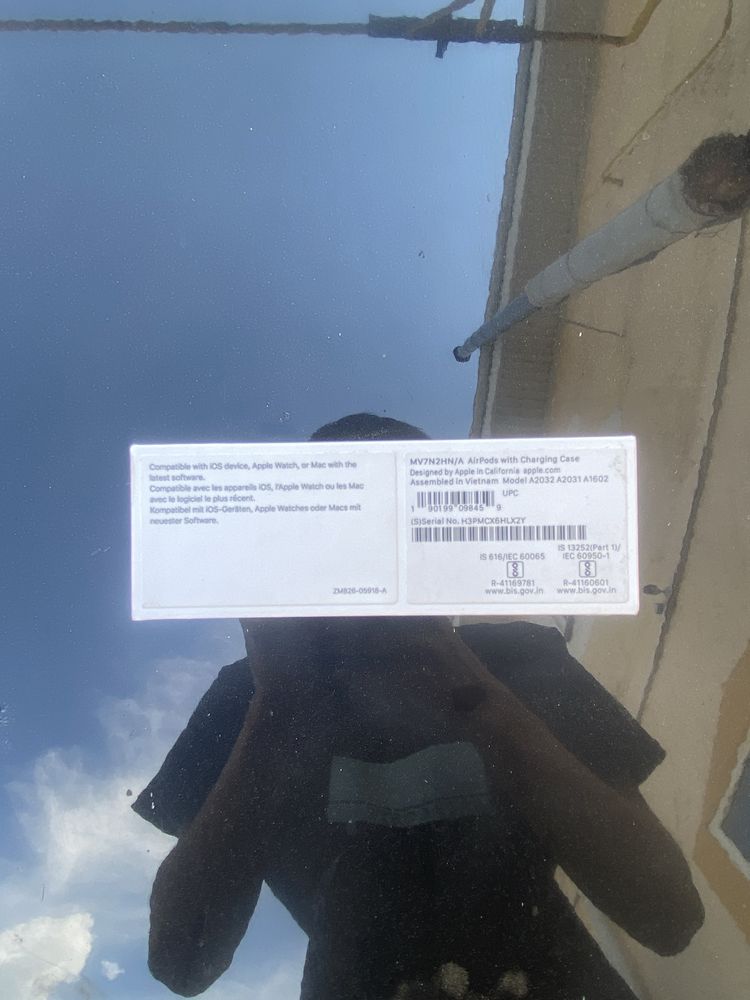 Compatible with iOS device, Apple Watch, or Mac with the
latest software.
Compatible avec les appareils iOS, l'Apple Watch ou les Mac
avec le logiciel le plus récent.
Kompatibel mit iOS-Geräten, Apple Watches oder Macs mit
neuester Software.
ZM826-05918-A
MV7N2HN/A AirPods with Charging Case
Designed by Apple in California apple.com
Assembled in Vietnam Model A2032 A2031 A1602
UPC
1 90199 09845 9
(S)Serial No. H3PMCX6HLX2Y
IS 616/IEC 60065
R-41169781
www.bis.gov.in
IS 13252(Part 1)/
IEC 60950-1
R-41160601
www.bis.gov.in